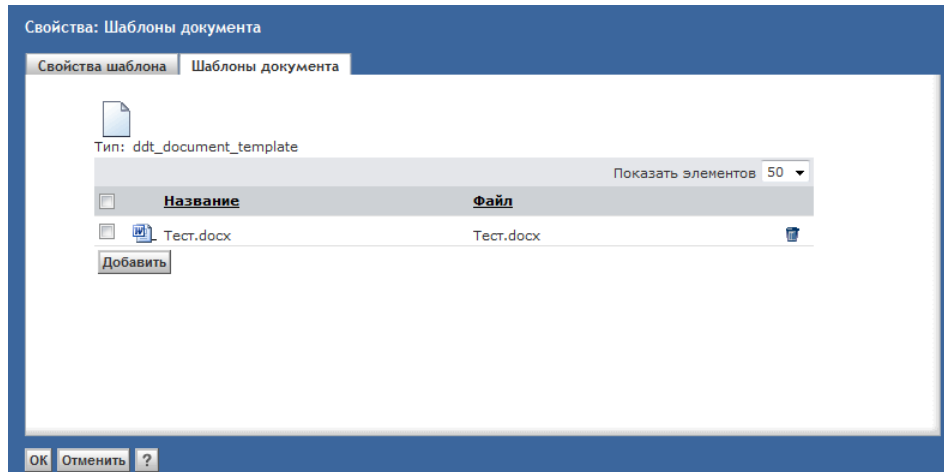 Свойства: Шаблоны документа
Свойства шаблона Шаблоны документа
Тип: ddt_document_template
Показать элементов 50
Название Файл
Тест.docx Тест.docx
Добавить
ОК Отменить ?